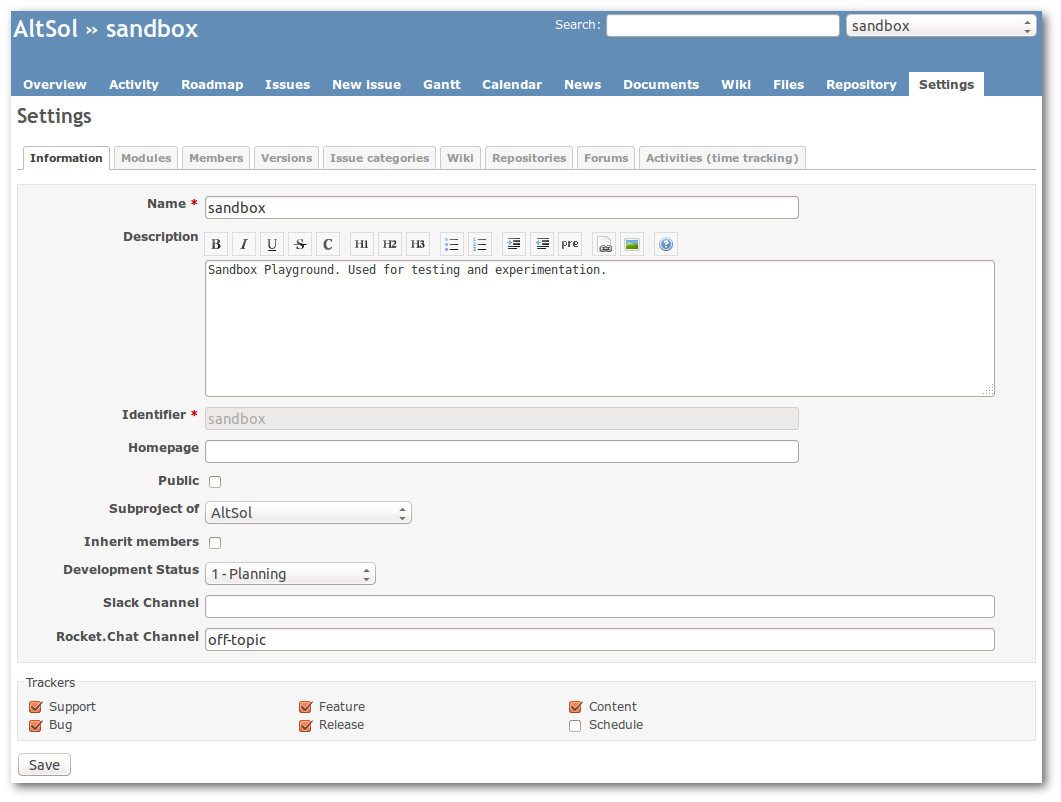 AltSol » sandbox
Search: sandbox
Overview Activity Roadmap Issues New issue Gantt Calendar News Documents Wiki Files Repository Settings
Settings
Information Modules Members Versions Issue categories Wiki Repositories Forums Activities (time tracking)
Name * sandbox
Description B I U S C H1 H2 H3 pre
Sandbox Playground. Used for testing and experimentation.
Identifier * sandbox
Homepage
Public
Subproject of AltSol
Inherit members
Development Status 1 - Planning
Slack Channel
Rocket.Chat Channel off-topic
Trackers
Support Feature Content
Bug Release Schedule
Save